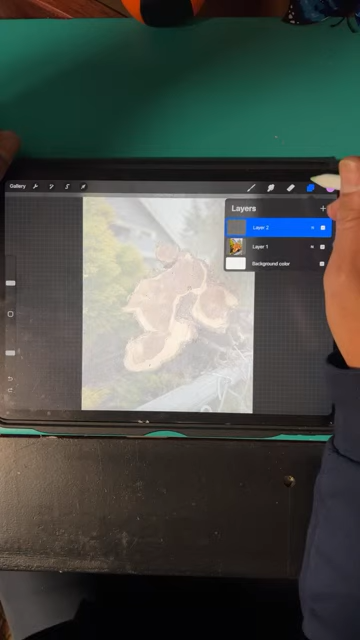 Gallery
Layers
Layer 2
N
Layer 1
N
Background color